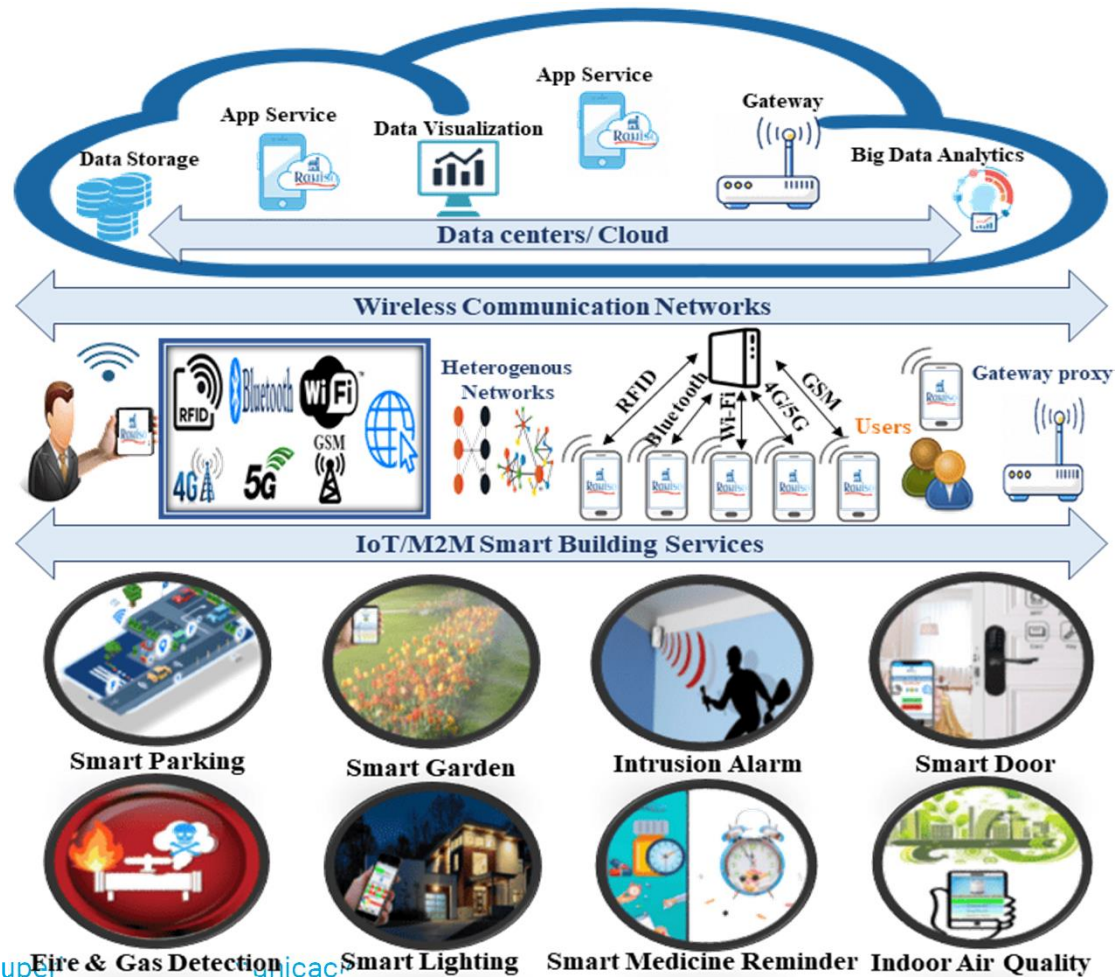 App Service
App Service
Gateway
Data Visualization
Data Storage
Big Data Analytics
Data centers/ Cloud
Wireless Communication Networks
RFID
Bluetooth
WiFi
GSM
4G
5G
Heterogenous
Networks
RFID
Bluetooth
Wi-Fi
4G/5G
GSM
Users
Gateway proxy
IoT/M2M Smart Building Services
Smart Parking
Smart Garden
Intrusion Alarm
Smart Door
Fire & Gas Detection
Smart Lighting
Smart Medicine Reminder
Indoor Air Quality